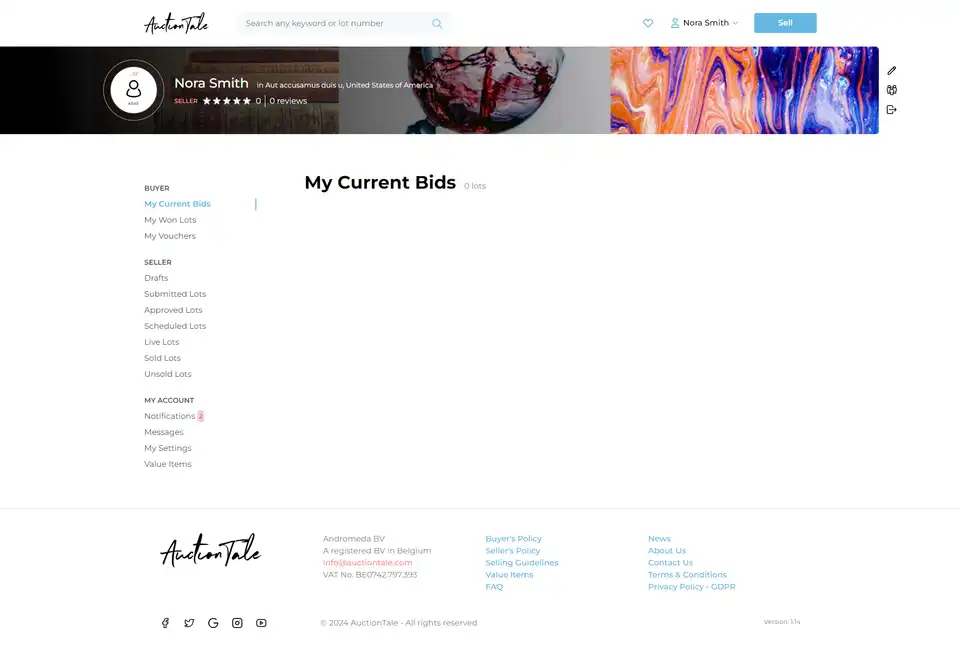 AuctionTale
Search any keyword or lot number
Nora Smith
Sell
Nora Smith in Aut accusamus duis u, United States of America
SELLER 0 | 0 reviews
BUYER
My Current Bids
My Won Lots
My Vouchers
My Current Bids 0 lots
SELLER
Drafts
Submitted Lots
Approved Lots
Scheduled Lots
Live Lots
Sold Lots
Unsold Lots
MY ACCOUNT
Notifications 2
Messages
My Settings
Value Items
AuctionTale
Andromeda BV
A registered BV in Belgium
info@auctiontale.com
VAT No. BE0742.797.393
Buyer's Policy
Seller's Policy
Selling Guidelines
Value Items
FAQ
News
About Us
Contact Us
Terms & Conditions
Privacy Policy - GDPR
© 2024 AuctionTale - All rights reserved
Version: 1.14